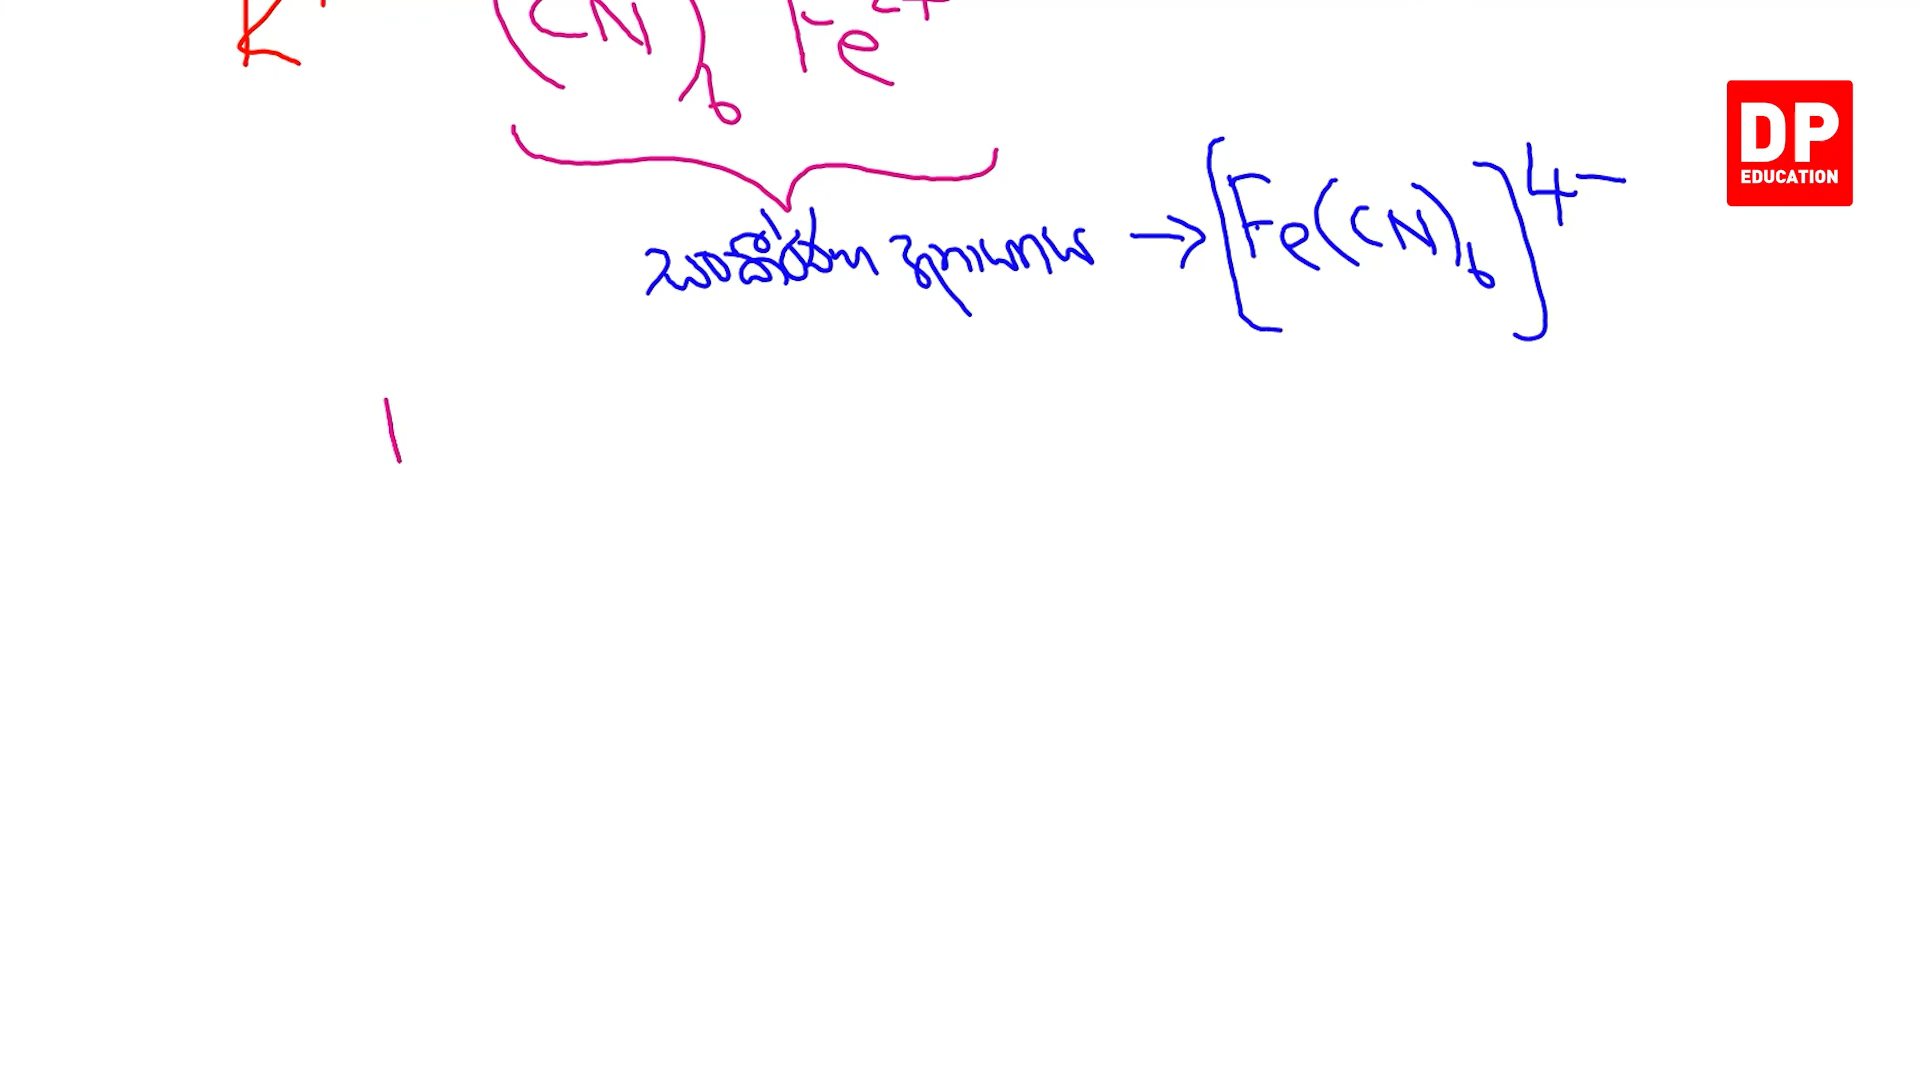 K⁺ (CN)₆ Fe²⁺
සංකීර්ණ අයනය → [Fe(CN)₆]⁴⁻
DP
EDUCATION